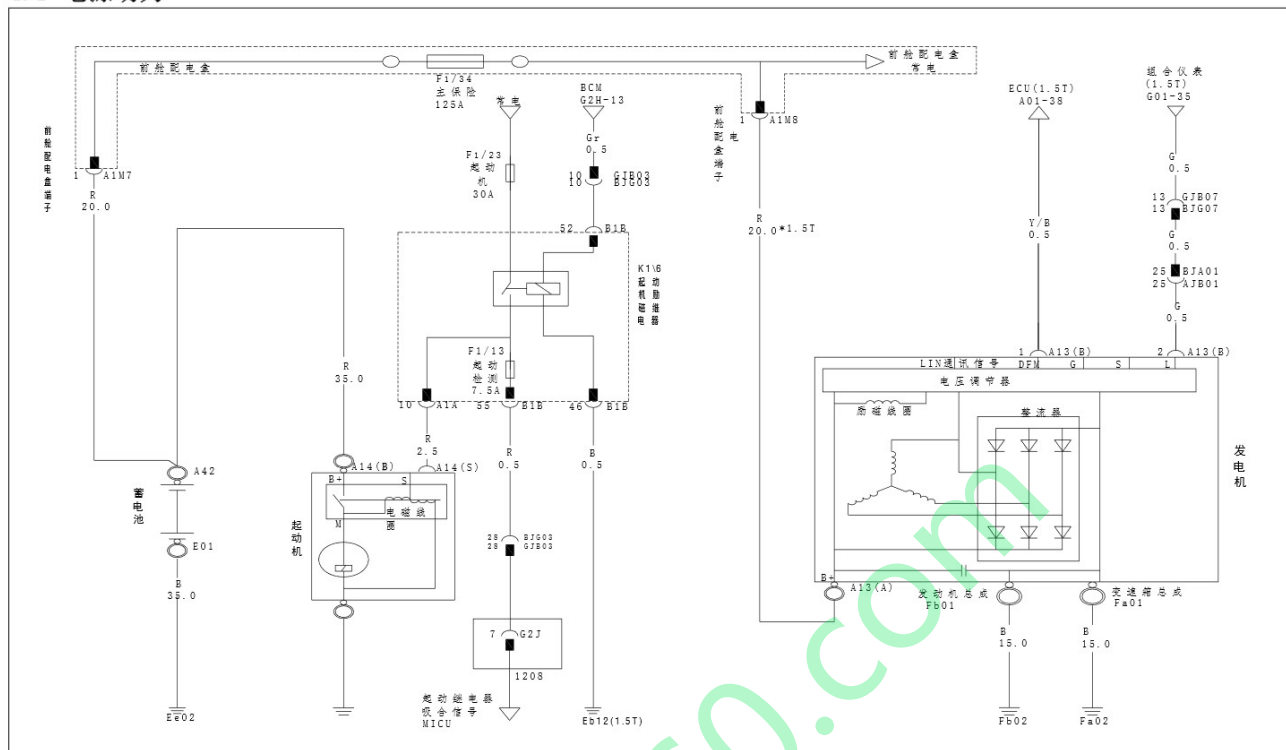 前舱配电盒
F1/34
主保险
125A
前舱配电盒
常电
常电
BCM
G2H-13
Gr
0.5
F1/23
起动
机
30A
10 GJB03
10 BJG03
前舱配电盒端子
1 A1M7
R
20.0
前舱配电盒端子
1 A1M8
R
20.0*1.5T
ECU(1.5T)
A01-38
Y/B
0.5
组合仪表
(1.5T)
G01-35
G
0.5
13 GJB07
13 BJG07
G
0.5
25 BJA01
25 AJB01
G
0.5
52 B1B
K1\6
起动机励磁继电器
F1/13
起动
检测
7.5A
10 A1A
55 B1B
46 B1B
R
35.0
R
2.5
R
0.5
B
0.5
A42
蓄电池
E01
B
35.0
Ee02
A14(B)
A14(S)
B+
S
M
电磁线
圈
起动机
28 BJG03
28 GJB03
7 G2J
1208
起动继电器
吸合信号
MICU
Eb12(1.5T)
1 A13(B)
2 A13(B)
LIN通讯信号
DFM
G
S
L
电压调节器
励磁线圈
整流器
发电机
B+
A13(A)
发动机总成
Fb01
变速箱总成
Fa01
B
15.0
B
15.0
Fb02
Fa02